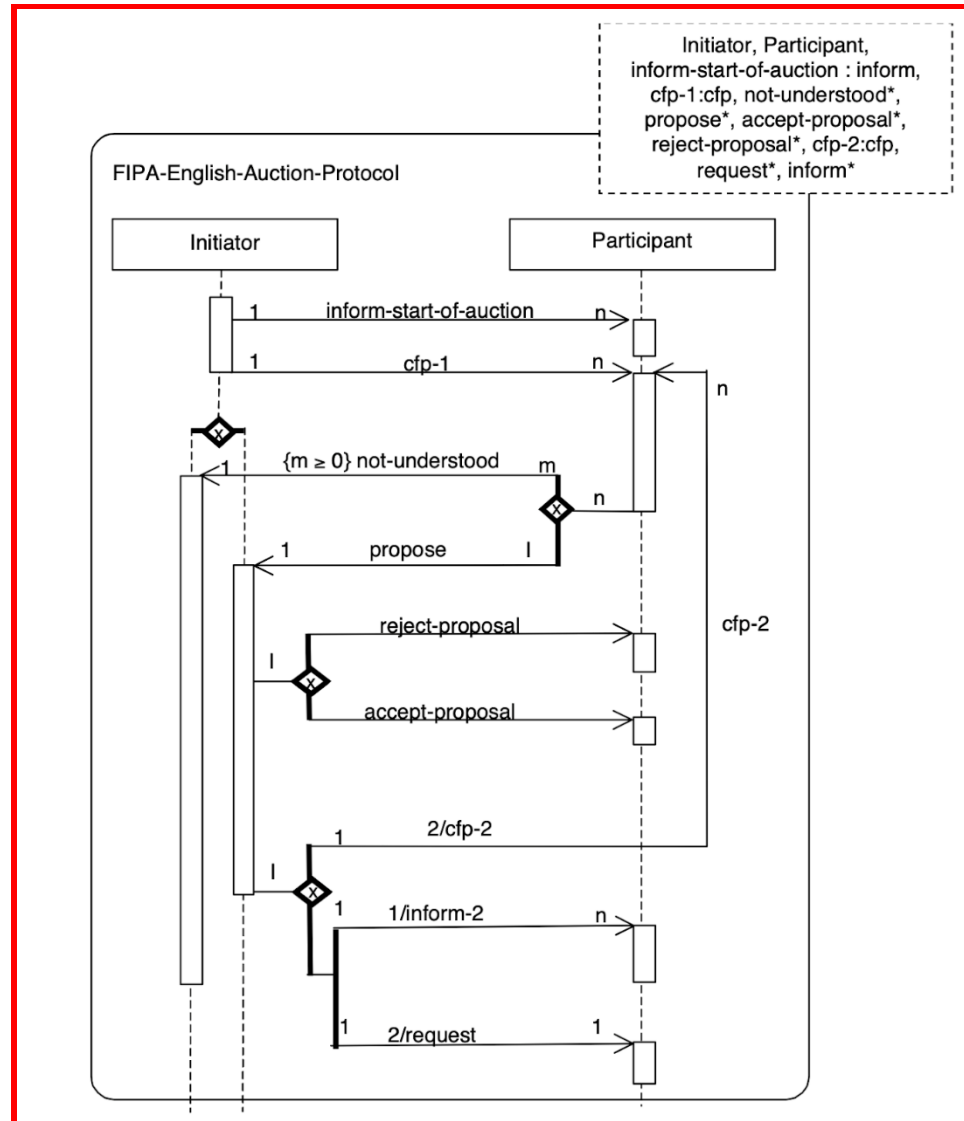 Initiator, Participant,
inform-start-of-auction : inform,
cfp-1:cfp, not-understood*,
propose*, accept-proposal*,
reject-proposal*, cfp-2:cfp,
request*, inform*
FIPA-English-Auction-Protocol
Initiator
Participant
1 inform-start-of-auction n
1 cfp-1 n
n
x
1 {m ≥ 0} not-understood m
x n
1 propose l
reject-proposal
cfp-2
l
x
accept-proposal
1 2/cfp-2
l
x
1 1/inform-2 n
1 2/request 1